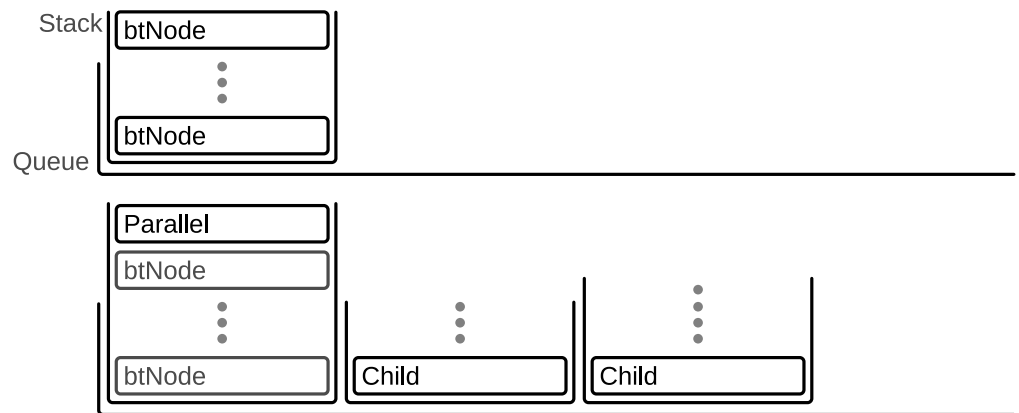 Stack
btNode
btNode
Queue
Parallel
btNode
btNode
Child
Child